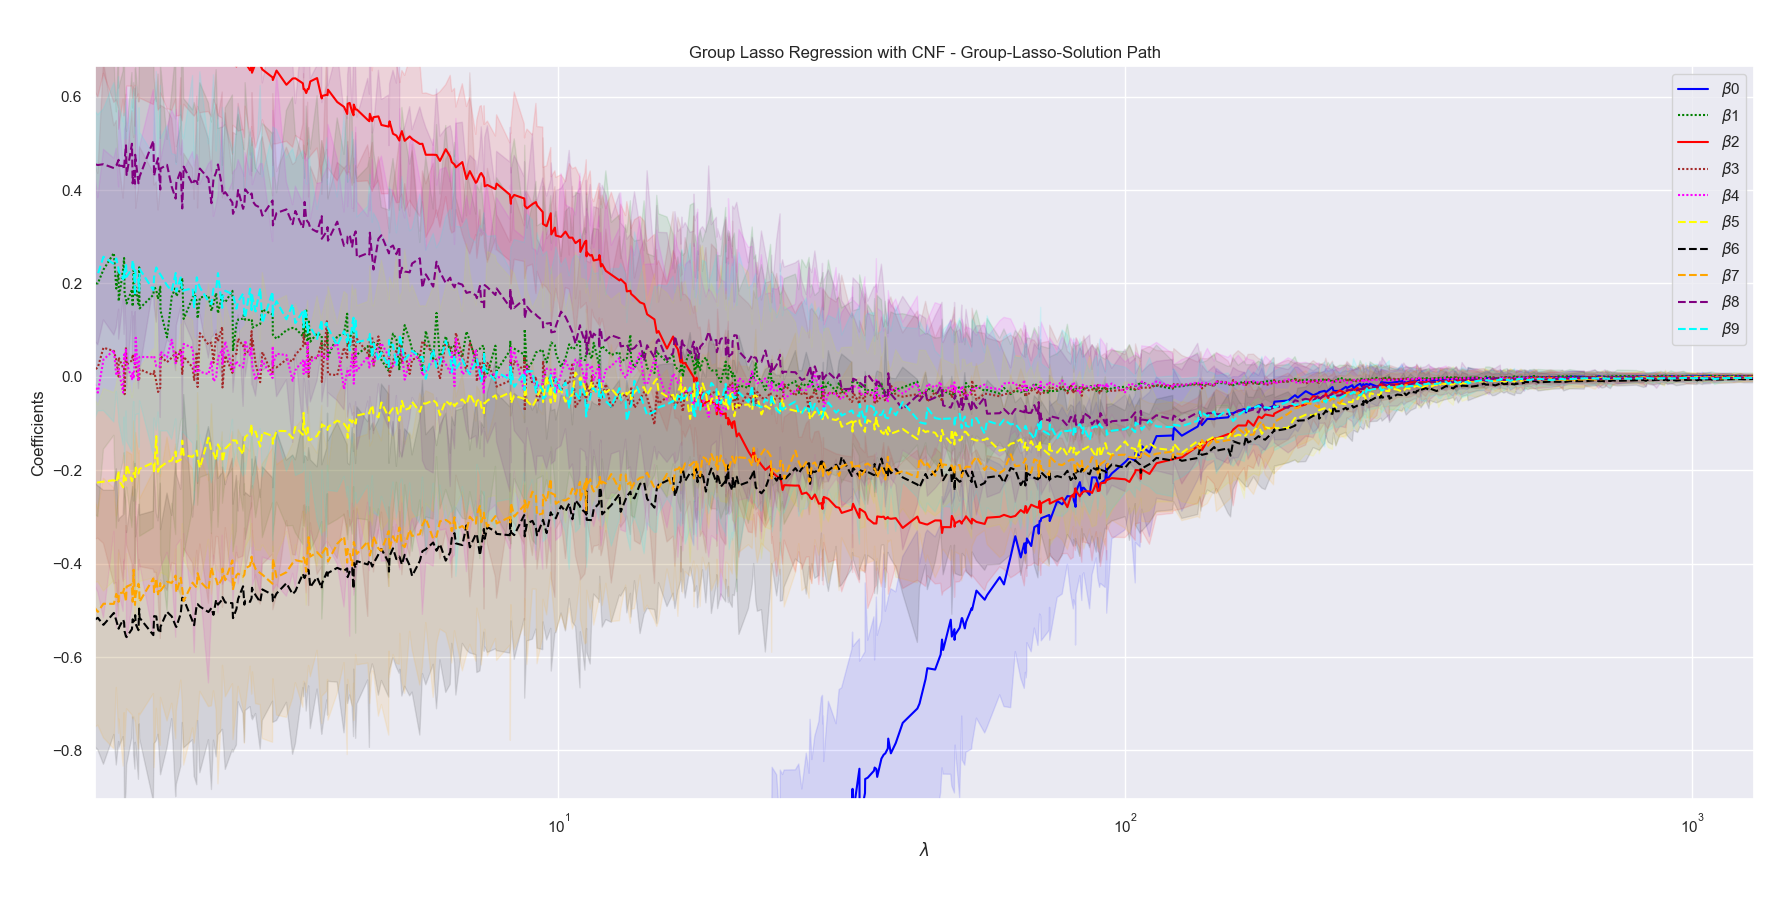 Group Lasso Regression with CNF - Group-Lasso-Solution Path
0.6
0.4
0.2
0.0
−0.2
−0.4
−0.6
−0.8
Coefficients
10¹
10²
10³
λ
β0
β1
β2
β3
β4
β5
β6
β7
β8
β9